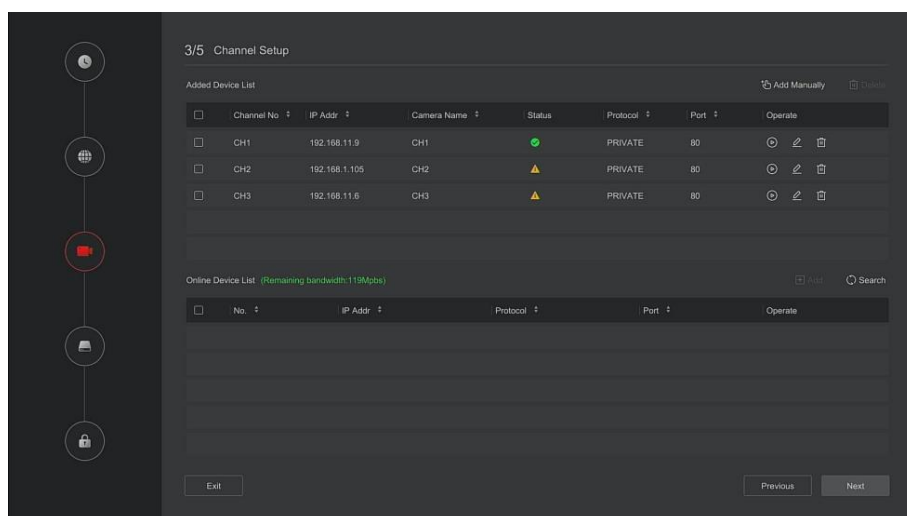 3/5 Channel Setup
Added Device List Add Manually Delete
Channel No IP Addr Camera Name Status Protocol Port Operate
CH1 192.168.11.9 CH1 PRIVATE 80
CH2 192.168.1.105 CH2 PRIVATE 80
CH3 192.168.11.6 CH3 PRIVATE 80
Online Device List (Remaining bandwidth:119Mpbs) Add Search
No. IP Addr Protocol Port Operate
Exit Previous Next